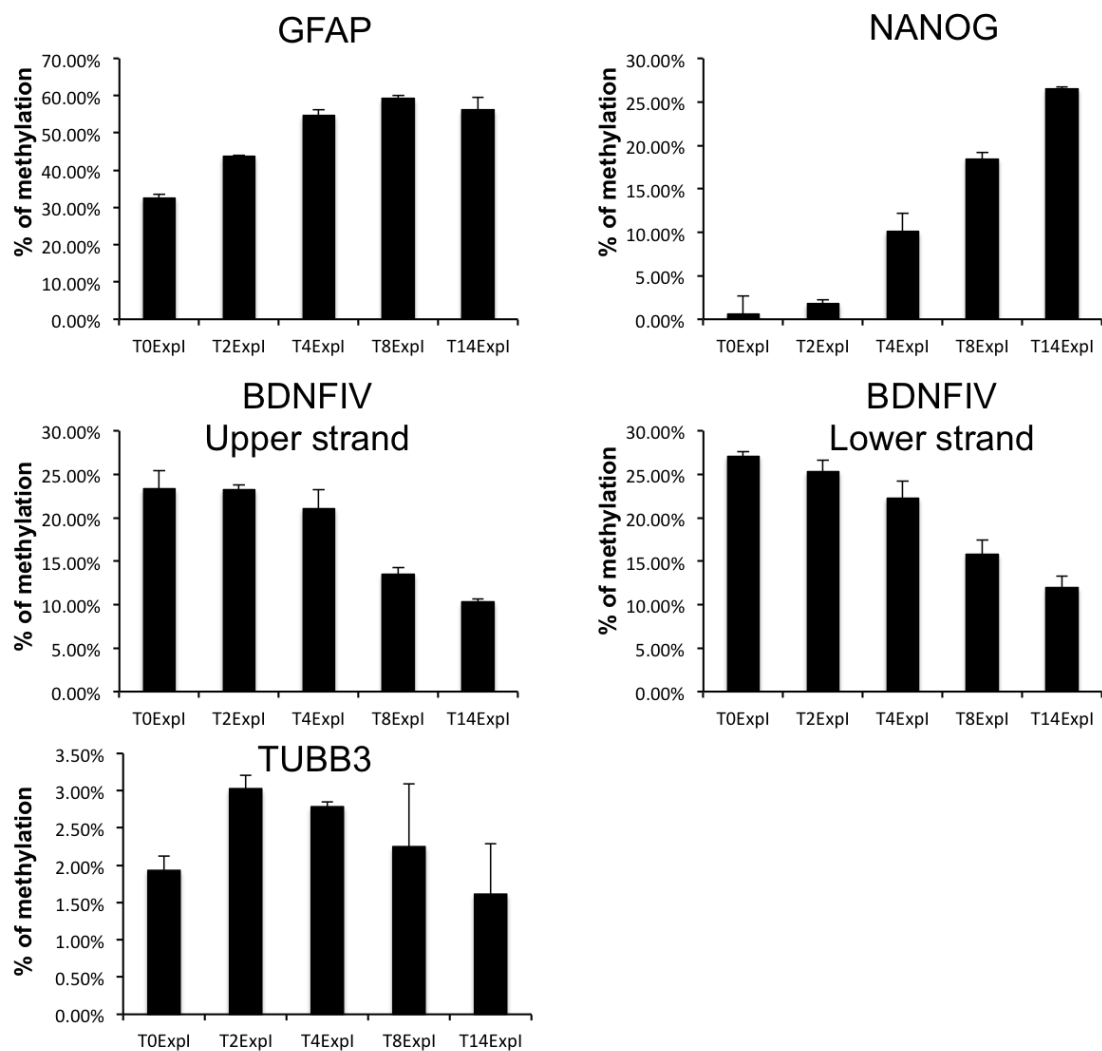 GFAP
% of methylation
70.00%
60.00%
50.00%
40.00%
30.00%
20.00%
10.00%
0.00%
T0Expl T2Expl T4Expl T8Expl T14Expl
NANOG
% of methylation
30.00%
25.00%
20.00%
15.00%
10.00%
5.00%
0.00%
T0Expl T2Expl T4Expl T8Expl T14Expl
BDNFIV
Upper strand
% of methylation
30.00%
25.00%
20.00%
15.00%
10.00%
5.00%
0.00%
T0Expl T2Expl T4Expl T8Expl T14Expl
BDNFIV
Lower strand
% of methylation
30.00%
25.00%
20.00%
15.00%
10.00%
5.00%
0.00%
T0Expl T2Expl T4Expl T8Expl T14Expl
TUBB3
% of methylation
3.50%
3.00%
2.50%
2.00%
1.50%
1.00%
0.50%
0.00%
T0Expl T2Expl T4Expl T8Expl T14Expl